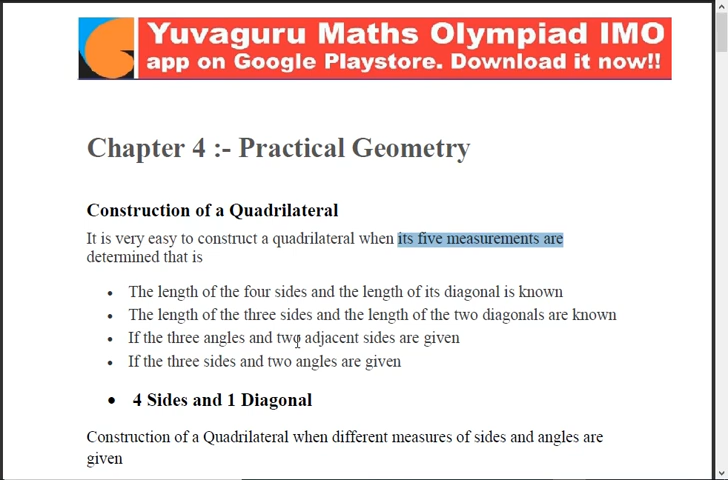 Yuvaguru Maths Olympiad IMO
app on Google Playstore. Download it now!!
Chapter 4 :- Practical Geometry
Construction of a Quadrilateral
It is very easy to construct a quadrilateral when its five measurements are
determined that is
• The length of the four sides and the length of its diagonal is known
• The length of the three sides and the length of the two diagonals are known
• If the three angles and two adjacent sides are given
• If the three sides and two angles are given
• 4 Sides and 1 Diagonal
Construction of a Quadrilateral when different measures of sides and angles are
given